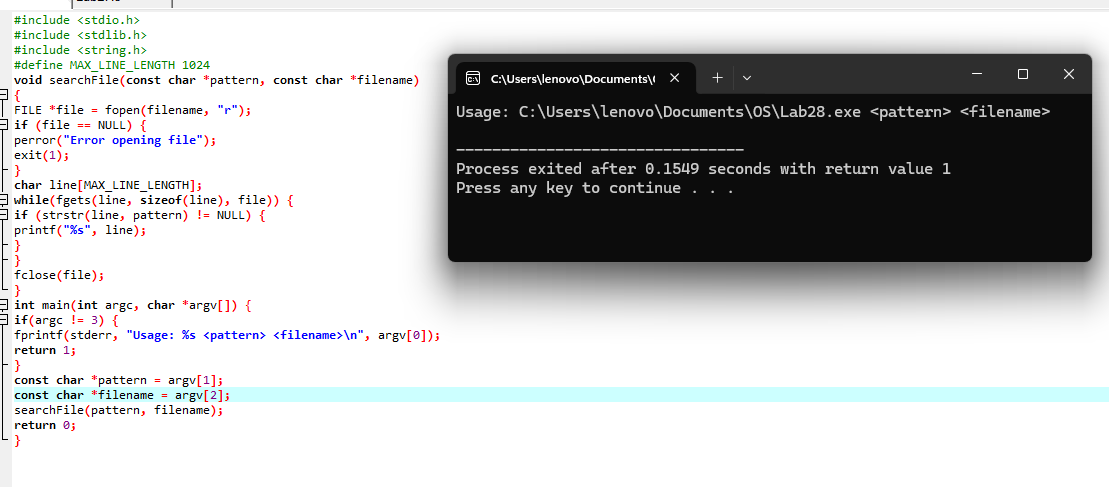 #include <stdio.h>
#include <stdlib.h>
#include <string.h>
#define MAX_LINE_LENGTH 1024
void searchFile(const char *pattern, const char *filename)
{
FILE *file = fopen(filename, "r");
if (file == NULL) {
perror("Error opening file");
exit(1);
}
char line[MAX_LINE_LENGTH];
while(fgets(line, sizeof(line), file)) {
if (strstr(line, pattern) != NULL) {
printf("%s", line);
}
}
fclose(file);
}
int main(int argc, char *argv[]) {
if(argc != 3) {
fprintf(stderr, "Usage: %s <pattern> <filename>\n", argv[0]);
return 1;
}
const char *pattern = argv[1];
const char *filename = argv[2];
searchFile(pattern, filename);
return 0;
}
C:\Users\lenovo\Documents\
Usage: C:\Users\lenovo\Documents\OS\Lab28.exe <pattern> <filename>
--------------------------------
Process exited after 0.1549 seconds with return value 1
Press any key to continue . . .